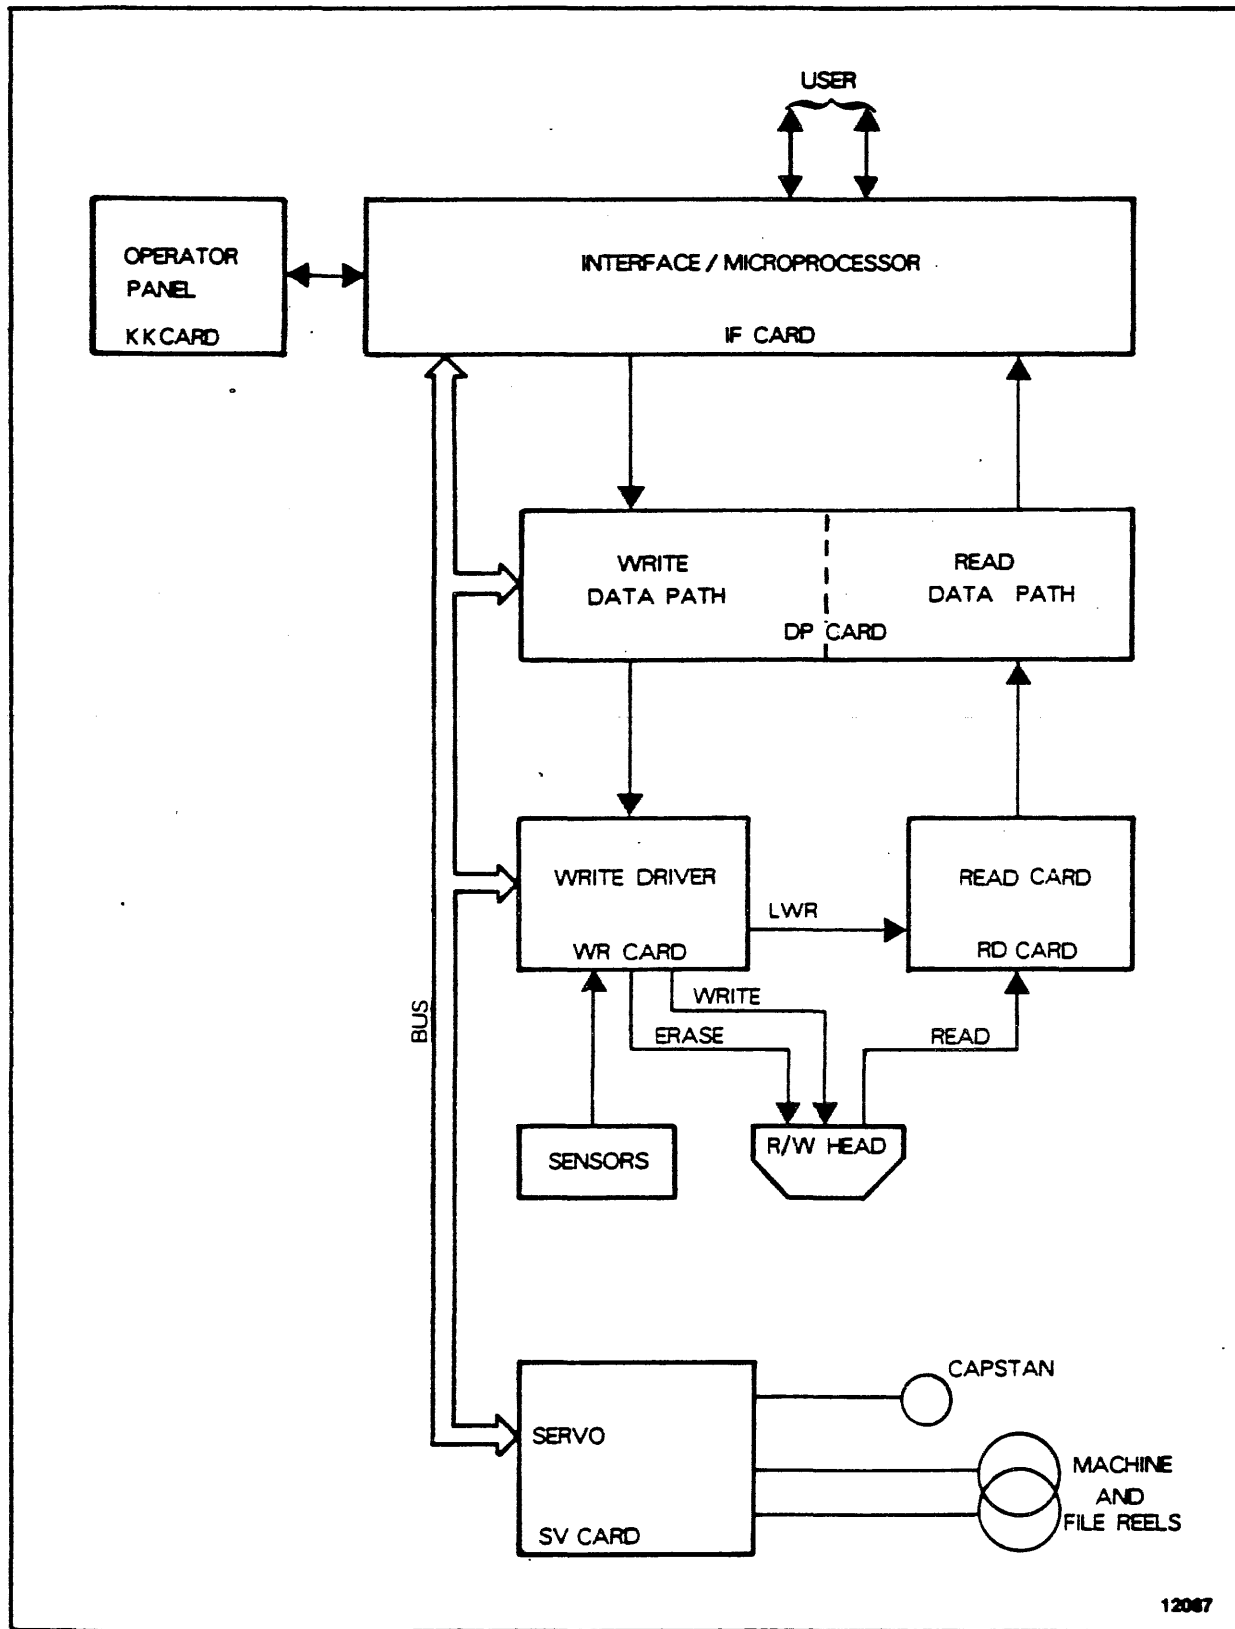 USER
OPERATOR
PANEL
KK CARD
INTERFACE / MICROPROCESSOR
IF CARD
WRITE
DATA PATH
READ
DATA PATH
DP CARD
WRITE DRIVER
WR CARD
LWR
READ CARD
RD CARD
WRITE
ERASE
READ
BUS
SENSORS
R/W HEAD
SERVO
SV CARD
CAPSTAN
MACHINE
AND
FILE REELS
12087